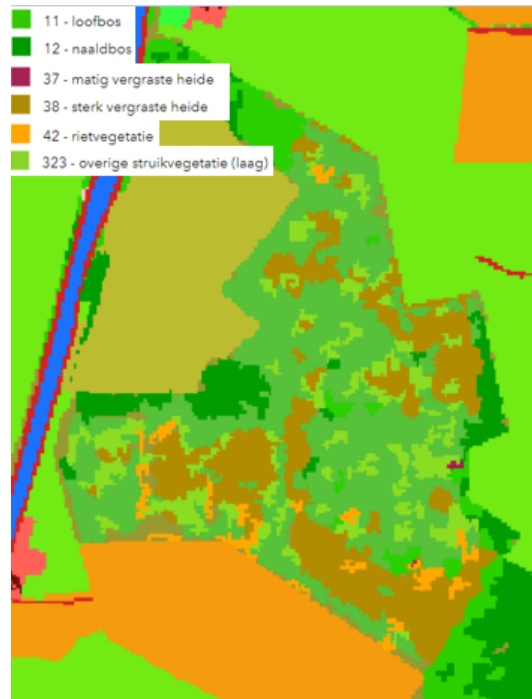 11 - loofbos
12 - naaldbos
37 - matig vergraste heide
38 - sterk vergraste heide
42 - rietvegetatie
323 - overige struikvegetatie (laag)